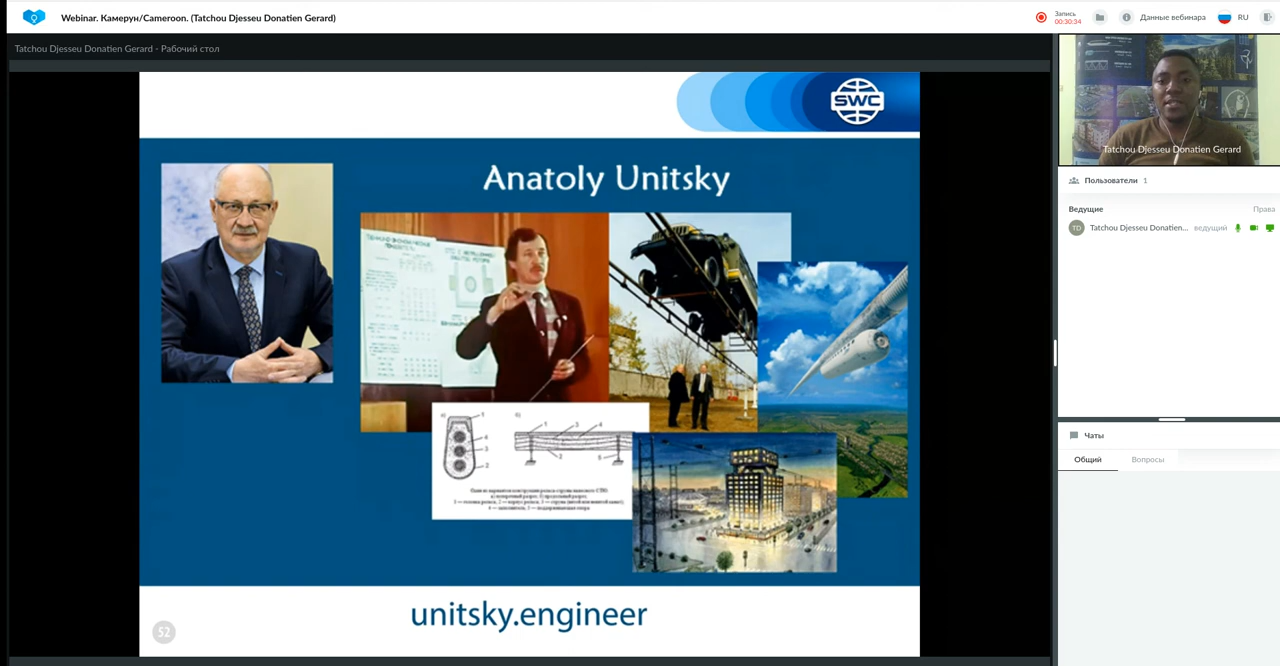 Webinar. Камерун/Cameroon. (Tatchou Djesseu Donatien Gerard)
Запись
00:30:34
Данные вебинара
RU
Tatchou Djesseu Donatien Gerard - Рабочий стол
SWC
Anatoly Unitsky
unitsky.engineer
52
Tatchou Djesseu Donatien Gerard
Пользователи 1
Ведущие
Права
TD
Tatchou Djesseu Donatien...
ведущий
Чаты
Общий
Вопросы